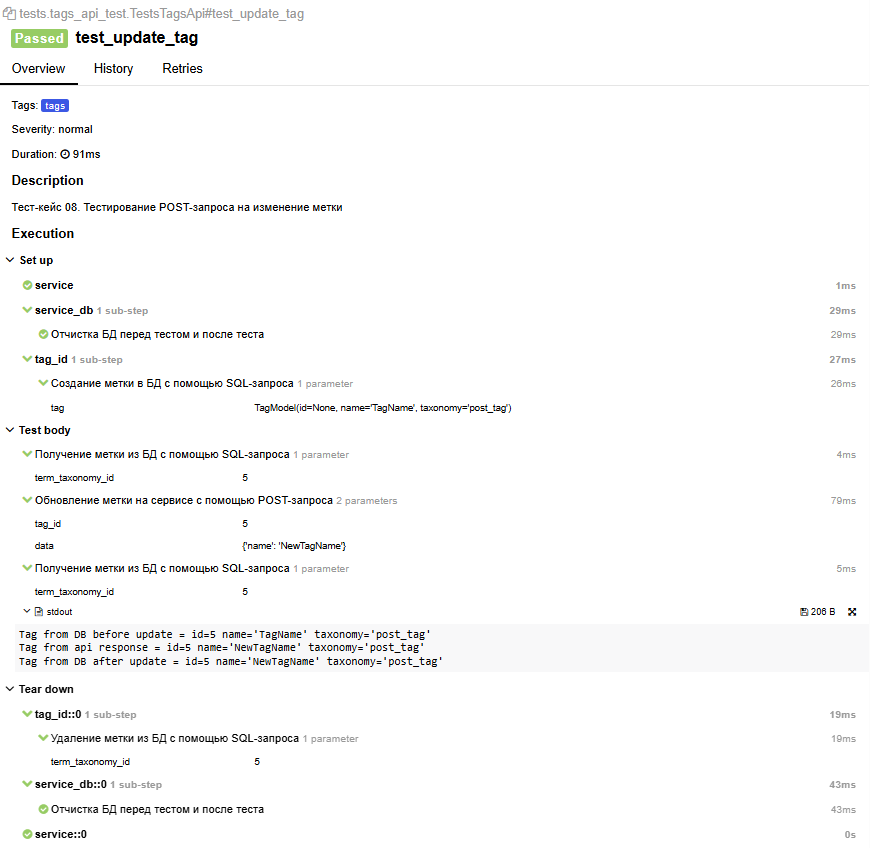 tests.tags_api_test.TestsTagsApi#test_update_tag
Passed test_update_tag
Overview History Retries
Tags: tags
Severity: normal
Duration: 91ms
Description
Тест-кейс 08. Тестирование POST-запроса на изменение метки
Execution
Set up
service 1ms
service_db 1 sub-step 29ms
Отчистка БД перед тестом и после теста 29ms
tag_id 1 sub-step 27ms
Создание метки в БД с помощью SQL-запроса 1 parameter 26ms
tag TagModel(id=None, name='TagName', taxonomy='post_tag')
Test body
Получение метки из БД с помощью SQL-запроса 1 parameter 4ms
term_taxonomy_id 5
Обновление метки на сервисе с помощью POST-запроса 2 parameters 79ms
tag_id 5
data {'name': 'NewTagName'}
Получение метки из БД с помощью SQL-запроса 1 parameter 5ms
term_taxonomy_id 5
stdout 206 B
Tag from DB before update = id=5 name='TagName' taxonomy='post_tag'
Tag from api response = id=5 name='NewTagName' taxonomy='post_tag'
Tag from DB after update = id=5 name='NewTagName' taxonomy='post_tag'
Tear down
tag_id::0 1 sub-step 19ms
Удаление метки из БД с помощью SQL-запроса 1 parameter 19ms
term_taxonomy_id 5
service_db::0 1 sub-step 43ms
Отчистка БД перед тестом и после теста 43ms
service::0 0s